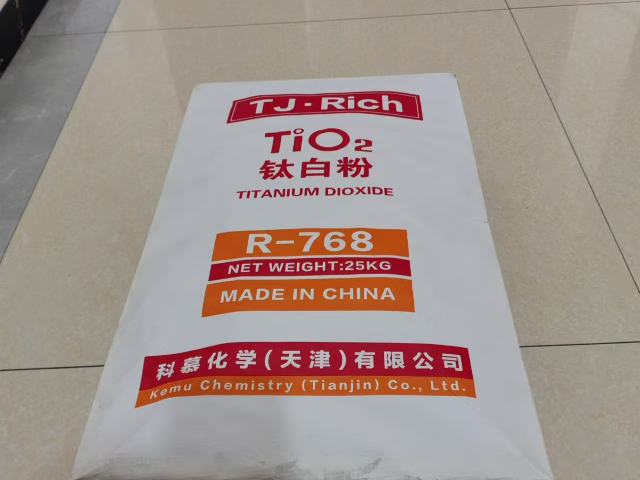 TJ·Rich
TiO2
钛白粉
TITANIUM DIOXIDE
R-768
NET WEIGHT:25KG
MADE IN CHINA
科慕化学(天津)有限公司
Kemu Chemistry (Tianjin) Co., Ltd.